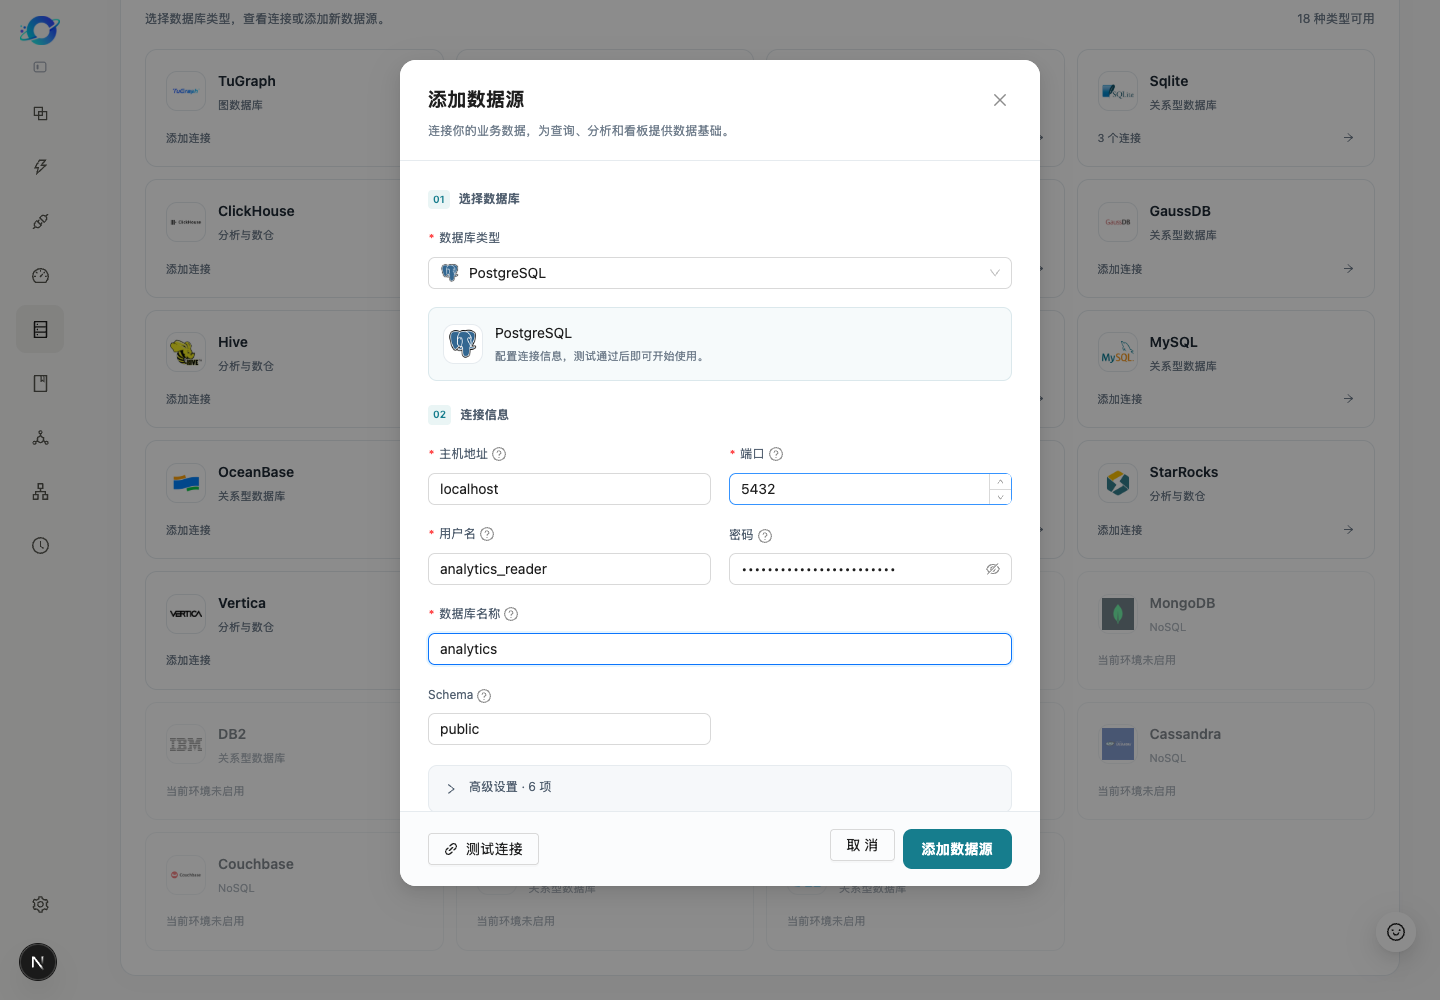 选择数据库类型，查看连接或添加新数据源。
18 种类型可用
TuGraph
图数据库
添加连接
Sqlite
关系型数据库
3 个连接
ClickHouse
分析与数仓
添加连接
GaussDB
关系型数据库
添加连接
Hive
分析与数仓
添加连接
MySQL
关系型数据库
添加连接
OceanBase
关系型数据库
添加连接
StarRocks
分析与数仓
添加连接
Vertica
分析与数仓
添加连接
MongoDB
NoSQL
当前环境未启用
DB2
关系型数据库
当前环境未启用
Cassandra
NoSQL
当前环境未启用
Couchbase
NoSQL
当前环境未启用
关系型数据库
当前环境未启用
关系型数据库
当前环境未启用
添加数据源
连接你的业务数据，为查询、分析和看板提供数据基础。
01 选择数据库
* 数据库类型
PostgreSQL
PostgreSQL
配置连接信息，测试通过后即可开始使用。
02 连接信息
* 主机地址
* 端口
localhost
5432
* 用户名
密码
analytics_reader
* 数据库名称
analytics
Schema
public
高级设置 · 6 项
测试连接
取 消
添加数据源
N